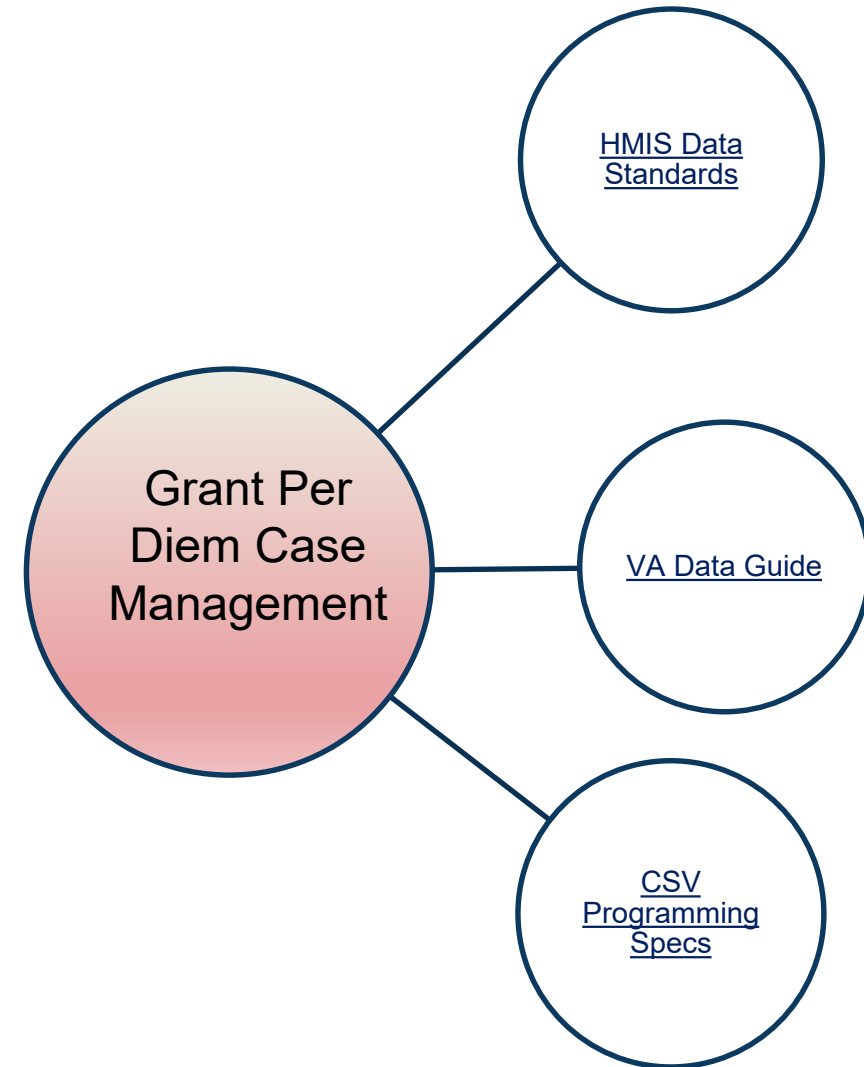 HMIS Data
Standards
Grant Per
Diem Case
Management
VA Data Guide
CSV
Programming
Specs